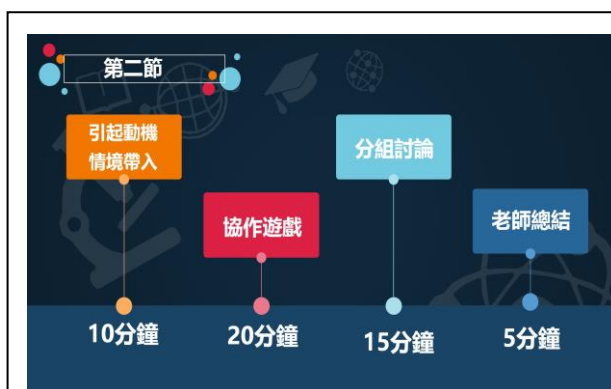 第二節
引起動機
情境帶入
協作遊戲
分組討論
老師總結
10分鐘
20分鐘
15分鐘
5分鐘